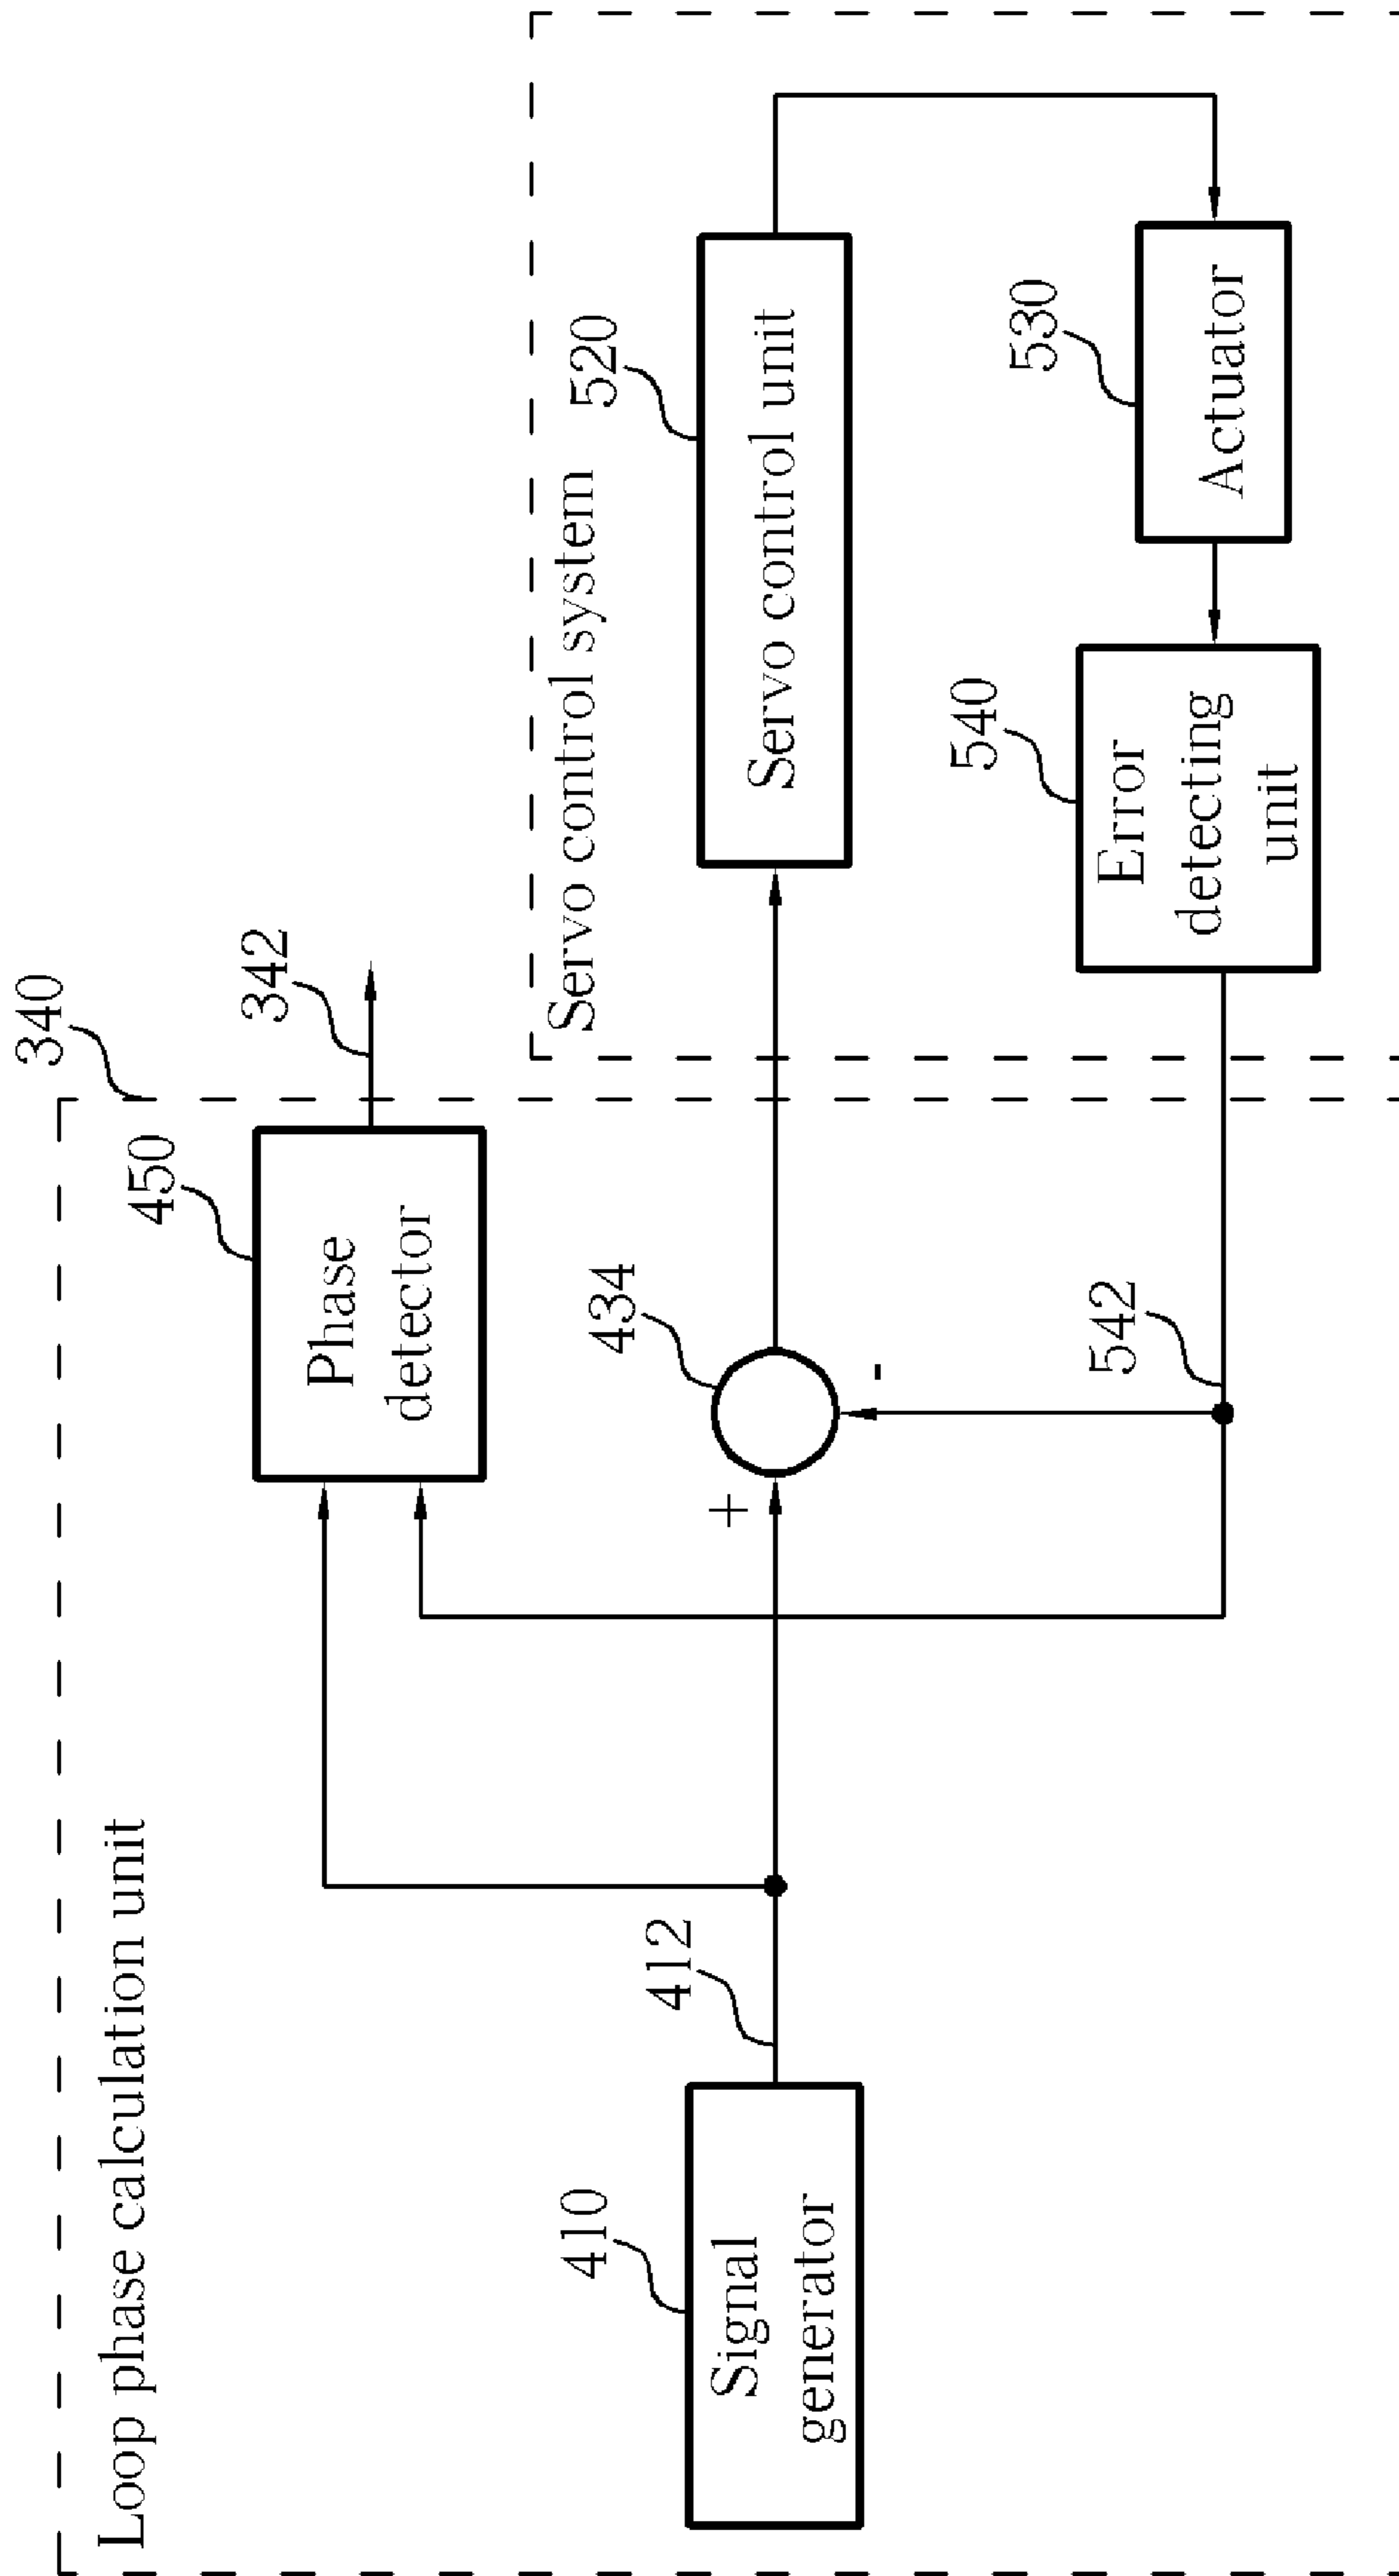 Loop phase calculation unit
340
450
Phase
detector
342
Servo control system
410
Signal
generator
412
434
+
-
520
Servo control unit
542
540
Error
detecting
unit
530
Actuator